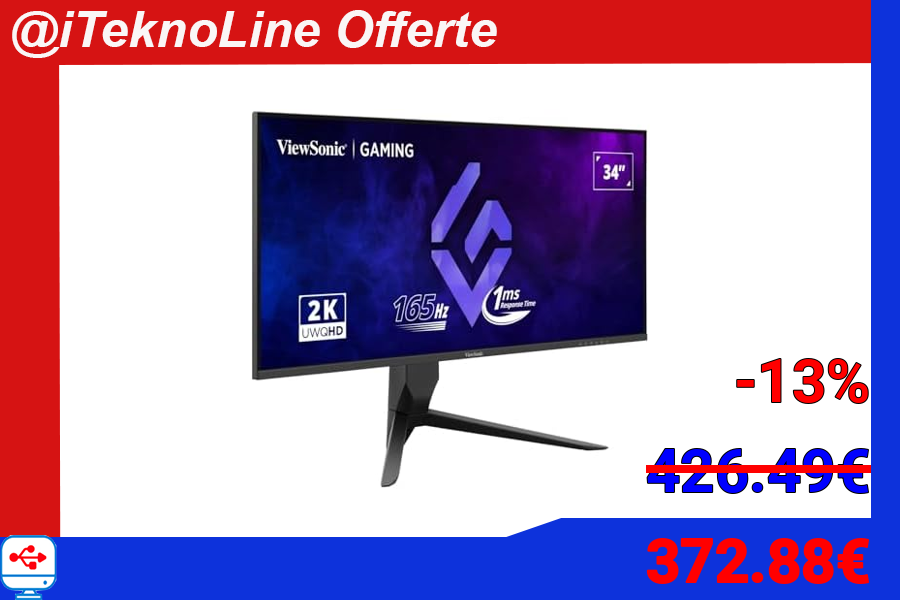 @iTeknoLine Offerte
ViewSonic® | GAMING
34"
2K
UWQHD
165Hz
1ms
Response Time
ViewSonic
-13%
426.49€
372.88€